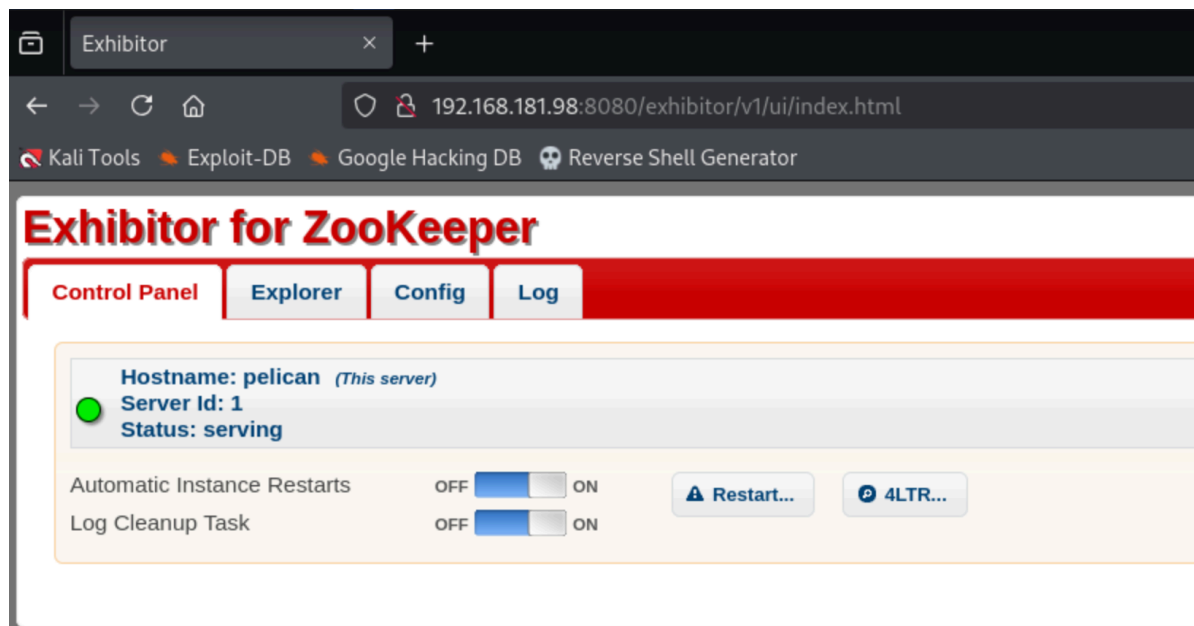 Exhibitor
192.168.181.98:8080/exhibitor/v1/ui/index.html
Kali Tools Exploit-DB Google Hacking DB Reverse Shell Generator
Exhibitor for ZooKeeper
Control Panel Explorer Config Log
Hostname: pelican (This server)
Server Id: 1
Status: serving
Automatic Instance Restarts OFF ON Restart... 4LTR...
Log Cleanup Task OFF ON